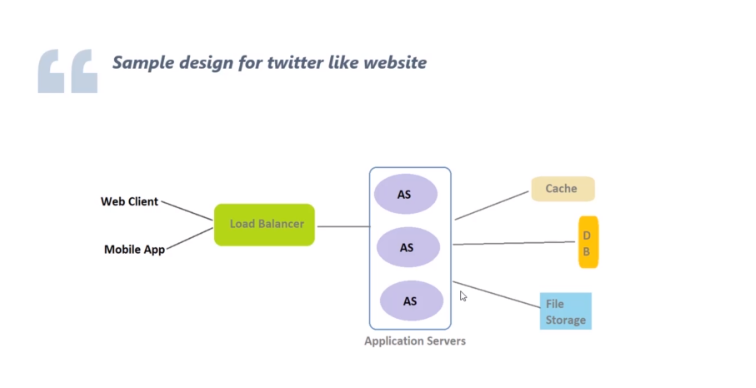 Sample design for twitter like website
Web Client
Mobile App
Load Balancer
AS
AS
AS
Application Servers
Cache
D
B
File
Storage